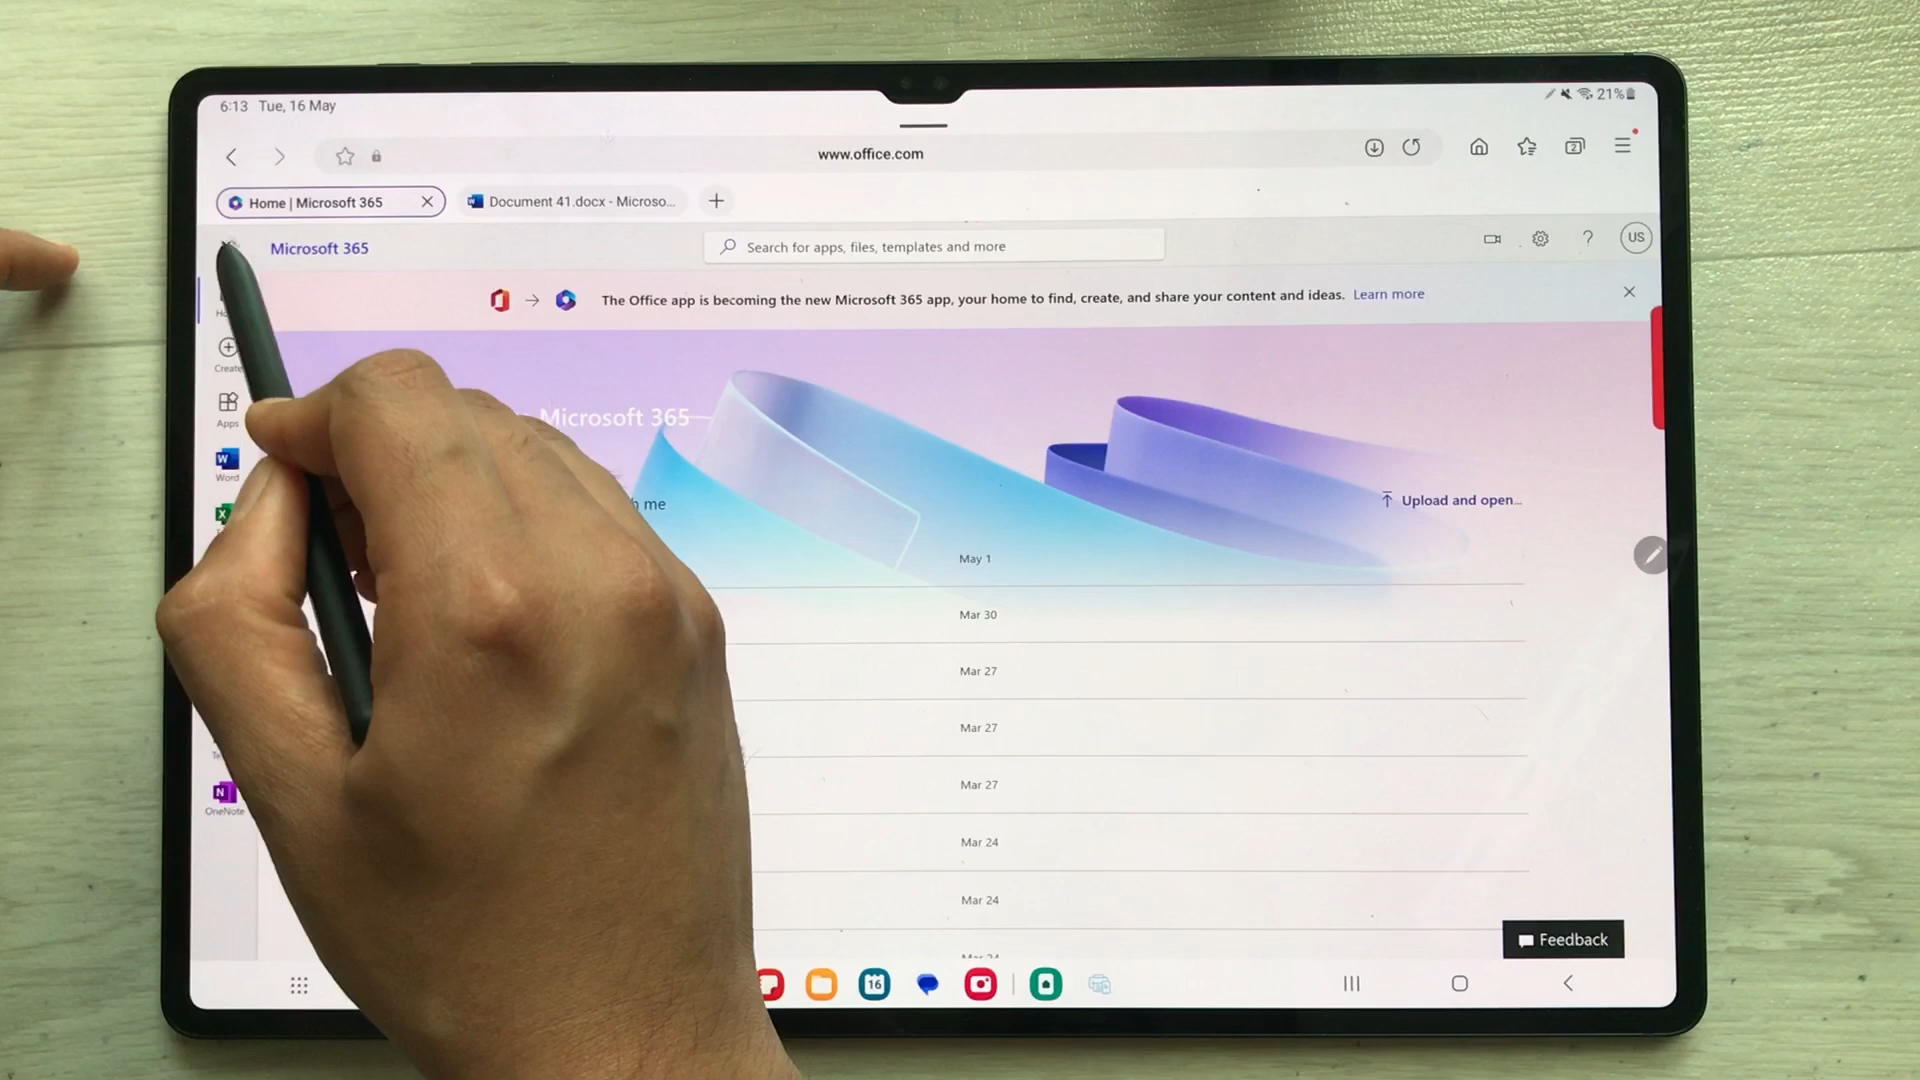 6:13 Tue, 16 May
21%
www.office.com
2
Home | Microsoft 365
Document 41.docx - Microso...
Microsoft 365
Search for apps, files, templates and more
?
US
The Office app is becoming the new Microsoft 365 app, your home to find, create, and share your content and ideas. Learn more
Create
Apps
Microsoft 365
W
Word
me
Upload and open...
X
May 1
Mar 30
Mar 27
Mar 27
Mar 27
N
OneNote
Mar 24
Mar 24
Feedback
16